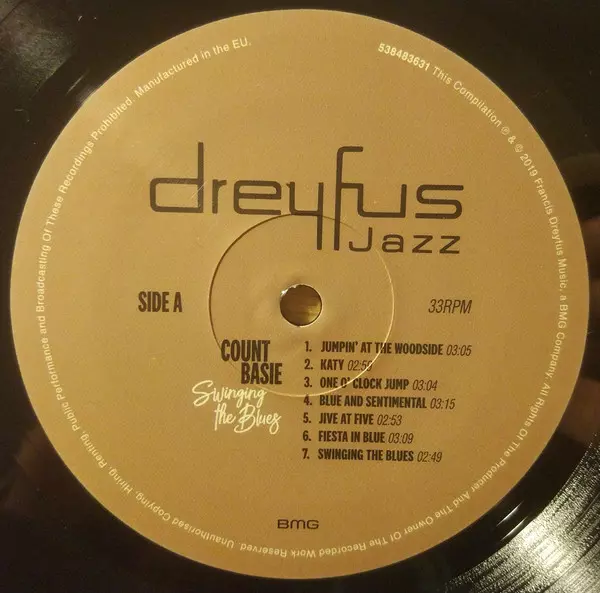 Unauthorised Copying, Hiring, Renting, Public Performance and Broadcasting Of These Recordings Prohibited. Manufactured in the EU.
538483631 This Compilation ℗ & © 2019 Francis Dreyfus Music, a BMG Company. All Rights Of The Producer And The Owner Of The Recorded Work Reserved.
dreyfus
Jazz
SIDE A
33RPM
COUNT
BASIE
Swinging
the Blues
1. JUMPIN' AT THE WOODSIDE 03:05
2. KATY 02:50
3. ONE O' CLOCK JUMP 03:04
4. BLUE AND SENTIMENTAL 03:15
5. JIVE AT FIVE 02:53
6. FIESTA IN BLUE 03:09
7. SWINGING THE BLUES 02:49
BMG